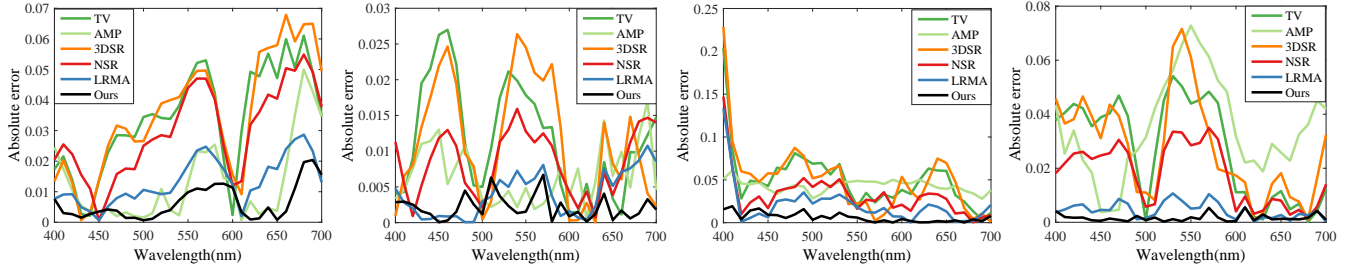 0.07
0.06
0.05
0.04
0.03
0.02
0.01
0
Absolute error
TV
AMP
3DSR
NSR
LRMA
Ours
400 450 500 550 600 650 700
Wavelength(nm)
0.03
0.025
0.02
0.015
0.01
0.005
0
Absolute error
TV
AMP
3DSR
NSR
LRMA
Ours
400 450 500 550 600 650 700
Wavelength(nm)
0.25
0.2
0.15
0.1
0.05
0
Absolute error
TV
AMP
3DSR
NSR
LRMA
Ours
400 450 500 550 600 650 700
Wavelength(nm)
0.08
0.06
0.04
0.02
0
Absolute error
TV
AMP
3DSR
NSR
LRMA
Ours
400 450 500 550 600 650 700
Wavelength(nm)